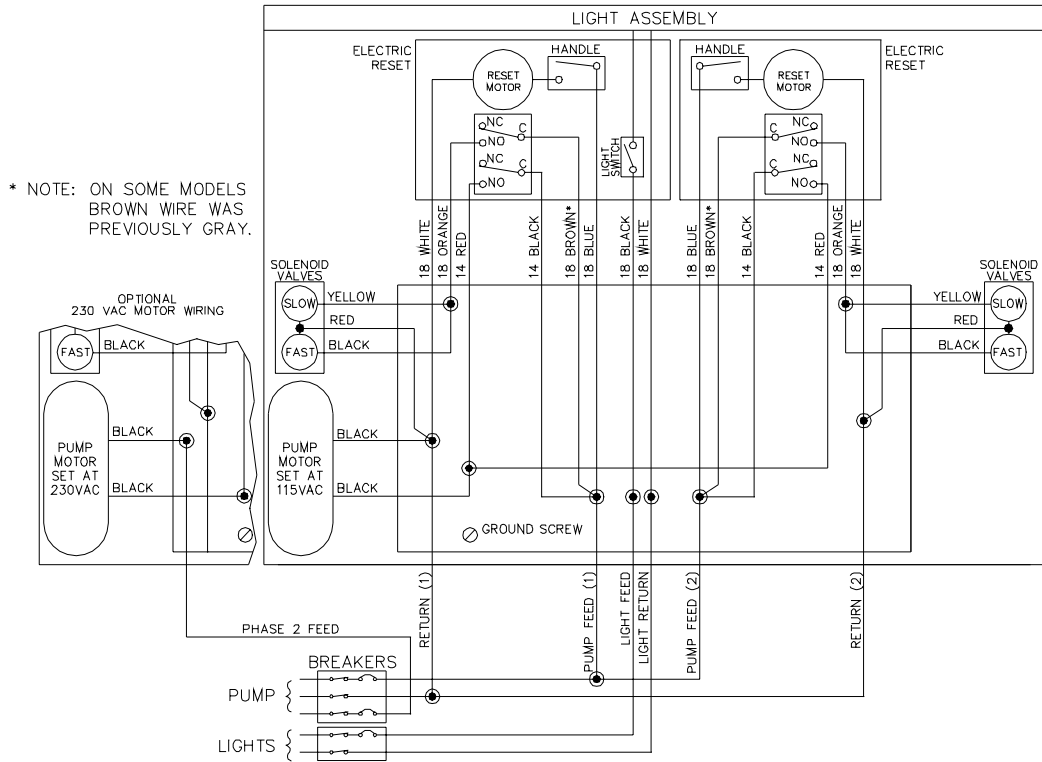 LIGHT ASSEMBLY
ELECTRIC
RESET
HANDLE
RESET
MOTOR
NC
C
NO
NC
C
NO
LIGHT
SWITCH
HANDLE
RESET
MOTOR
ELECTRIC
RESET
C
NC
NO
C
NC
NO
* NOTE: ON SOME MODELS
BROWN WIRE WAS
PREVIOUSLY GRAY.
18 WHITE
18 ORANGE
14 RED
14 BLACK
18 BROWN*
18 BLUE
18 BLACK
18 WHITE
18 BLUE
18 BROWN*
14 BLACK
14 RED
18 ORANGE
18 WHITE
SOLENOID
VALVES
SLOW
YELLOW
RED
FAST
BLACK
SOLENOID
VALVES
YELLOW
SLOW
RED
BLACK
FAST
OPTIONAL
230 VAC MOTOR WIRING
FAST
BLACK
BLACK
PUMP
MOTOR
SET AT
230VAC
BLACK
BLACK
PUMP
MOTOR
SET AT
115VAC
BLACK
GROUND SCREW
RETURN (1)
PUMP FEED (1)
LIGHT FEED
LIGHT RETURN
PUMP FEED (2)
RETURN (2)
PHASE 2 FEED
BREAKERS
PUMP
LIGHTS